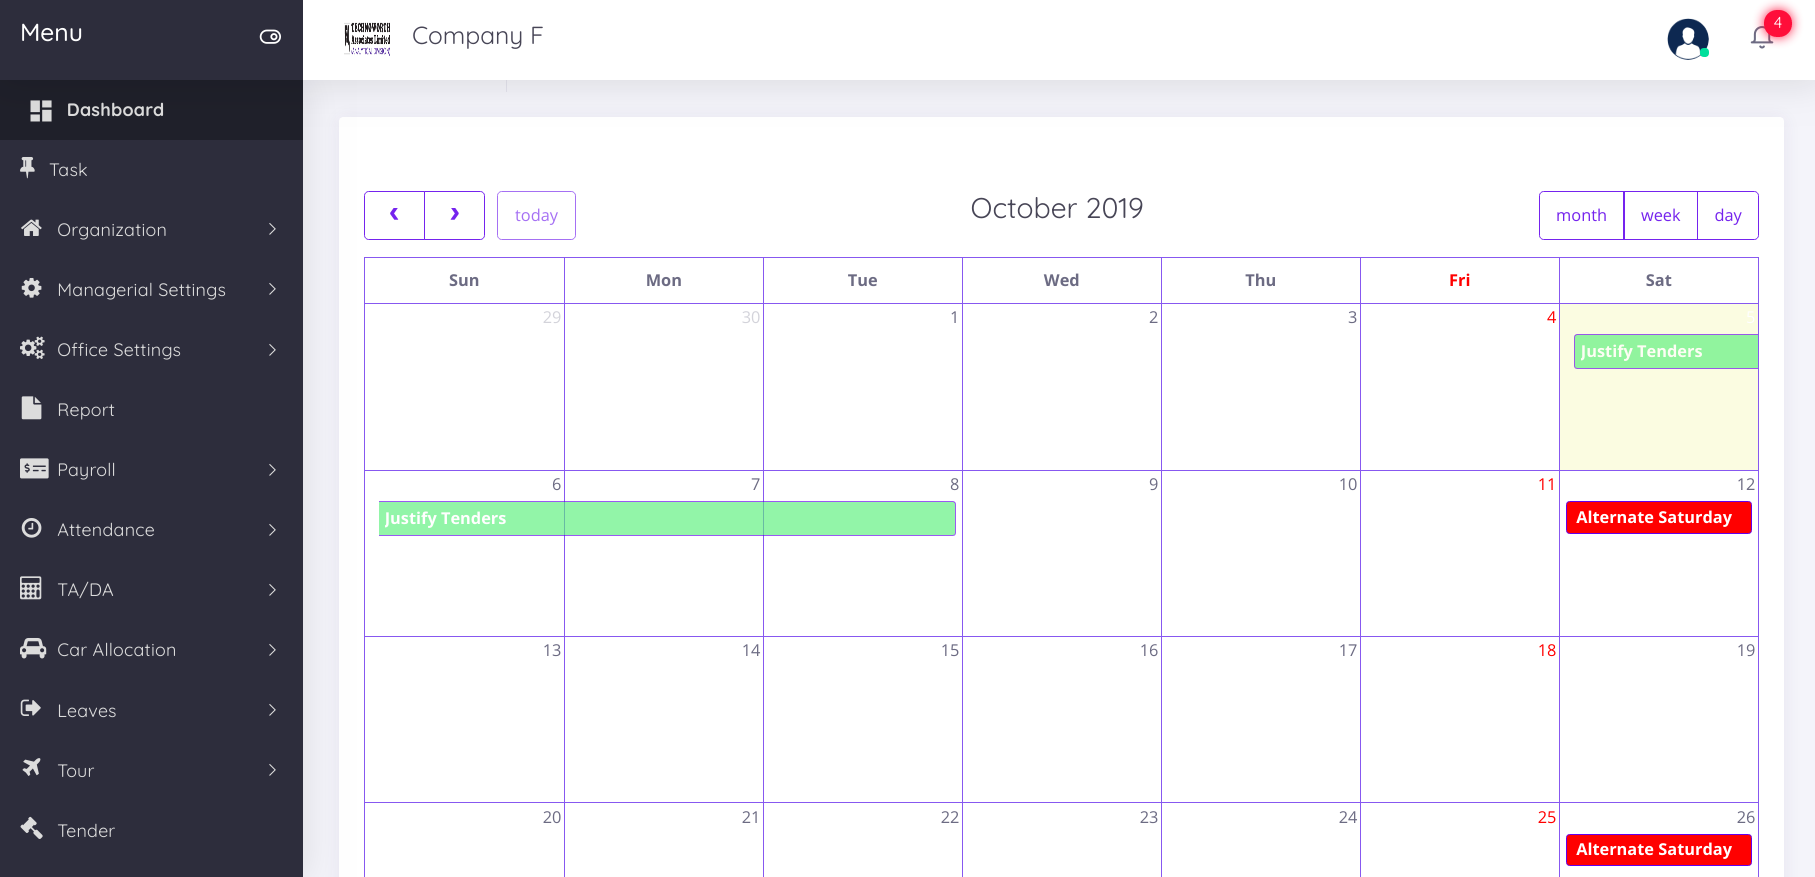 Menu
TECHNOWORTH
Associates Limited
Company F
4
Dashboard
Task
Organization
Managerial Settings
Office Settings
Report
Payroll
Attendance
TA/DA
Car Allocation
Leaves
Tour
Tender
today
October 2019
month week day
Sun Mon Tue Wed Thu Fri Sat
29 30 1 2 3 4
Justify Tenders
6 7 8 9 10 11 12
Justify Tenders
Alternate Saturday
13 14 15 16 17 18 19
20 21 22 23 24 25 26
Alternate Saturday